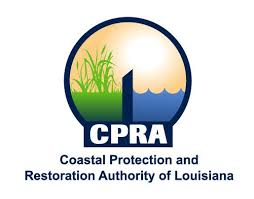 CPRA
Coastal Protection and
Restoration Authority of Louisiana